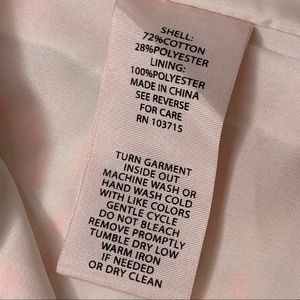 SHELL:
72%COTTON
28%POLYESTER
LINING:
100%POLYESTER
MADE IN CHINA
SEE REVERSE
FOR CARE
RN 103715
TURN GARMENT
INSIDE OUT
MACHINE WASH OR
HAND WASH COLD
WITH LIKE COLORS
GENTLE CYCLE
DO NOT BLEACH
REMOVE PROMPTLY
TUMBLE DRY LOW
WARM IRON
IF NEEDED
OR DRY CLEAN